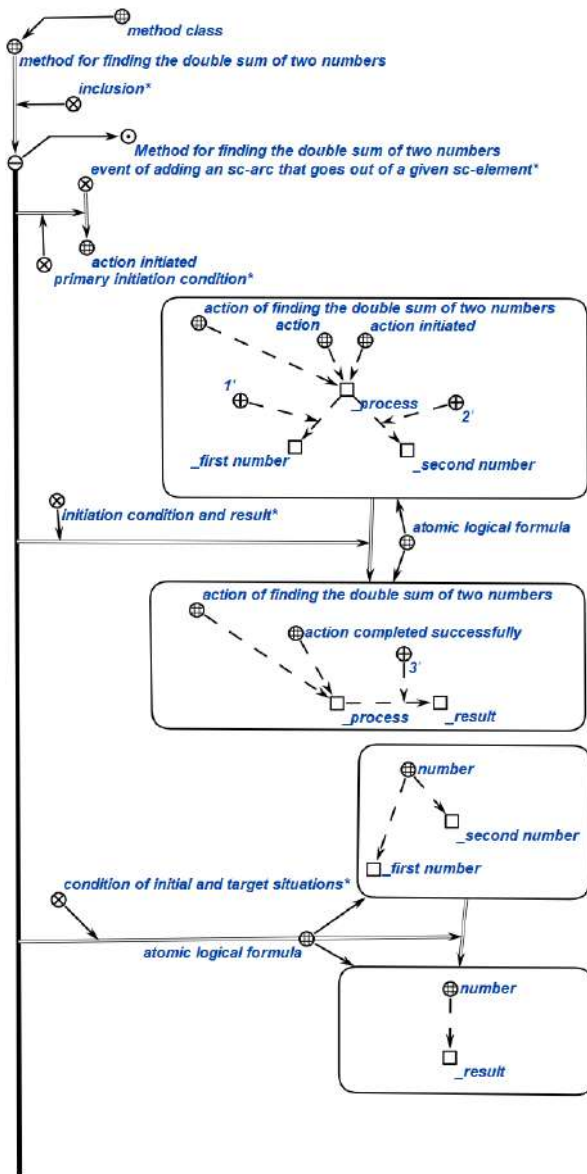 method class
method for finding the double sum of two numbers
inclusion*
Method for finding the double sum of two numbers
event of adding an sc-arc that goes out of a given sc-element*
action initiated
primary initiation condition*
action of finding the double sum of two numbers
action action initiated
1'
_process
2'
_first number
_second number
initiation condition and result*
atomic logical formula
action of finding the double sum of two numbers
action completed successfully
3'
_process
_result
number
_second number
_first number
condition of initial and target situations*
atomic logical formula
number
_result